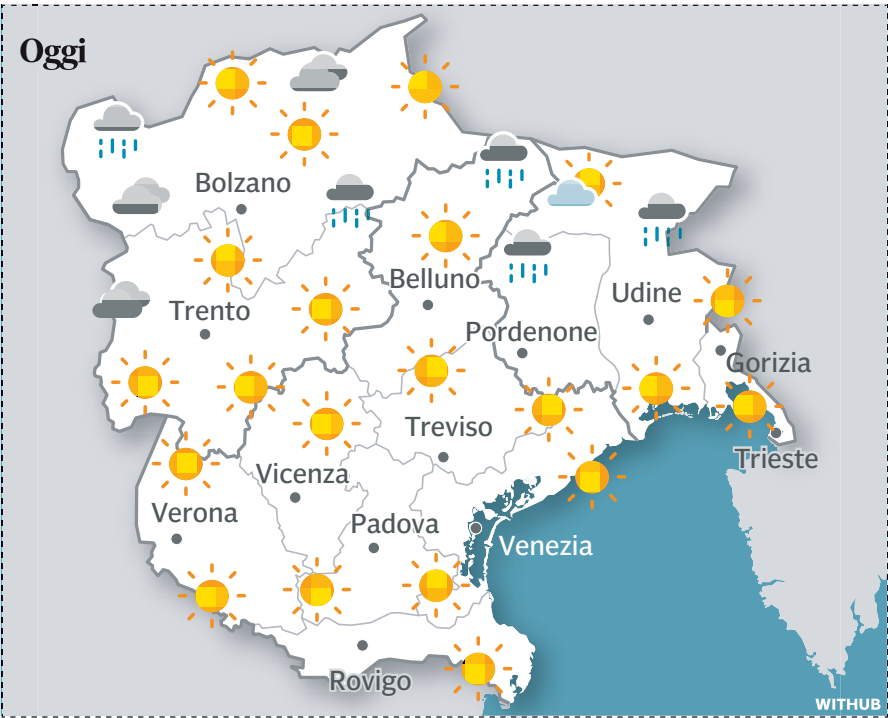 Oggi
Bolzano
Belluno
Trento
Udine
Pordenone
Gorizia
Treviso
Trieste
Vicenza
Verona
Padova
Venezia
Rovigo
WITHUB